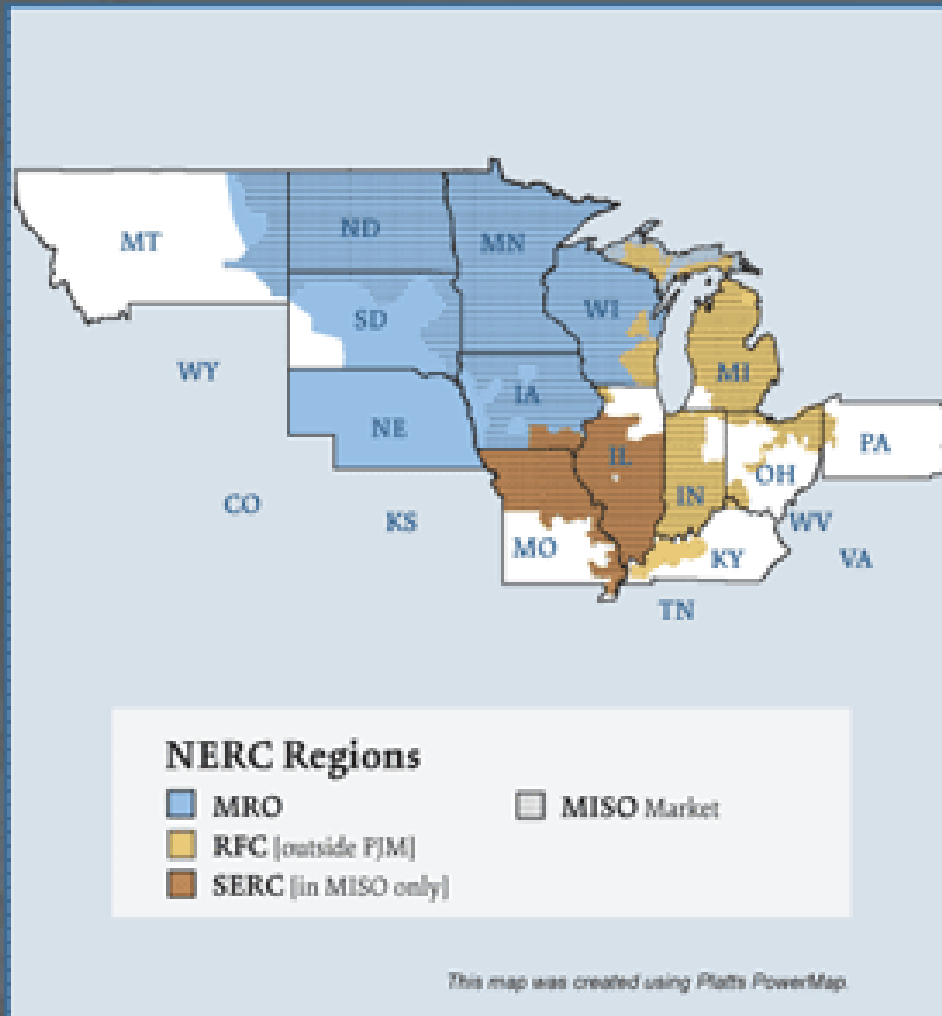 MT
ND
MN
SD
WI
WY
MI
IA
NE
PA
IL
OH
IN
CO
KS
WV
MO
KY
VA
TN
NERC Regions
MRO
MISO Market
RFC [outside PJM]
SERC [in MISO only]
This map was created using Platts PowerMap.